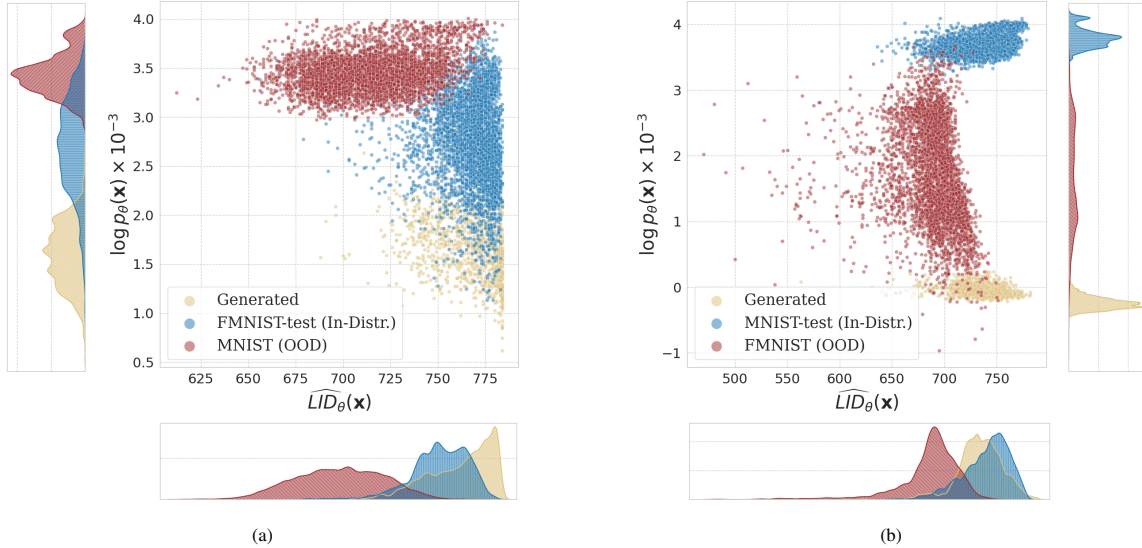 4.0
3.5
3.0
2.5
2.0
1.5
1.0
0.5
log pθ(x) × 10⁻³
Generated
FMNIST-test (In-Distr.)
MNIST (OOD)
625 650 675 700 725 750 775
LID̂θ(x)
(a)
4
3
2
1
0
−1
log pθ(x) × 10⁻³
Generated
MNIST-test (In-Distr.)
FMNIST (OOD)
500 550 600 650 700 750
LID̂θ(x)
(b)